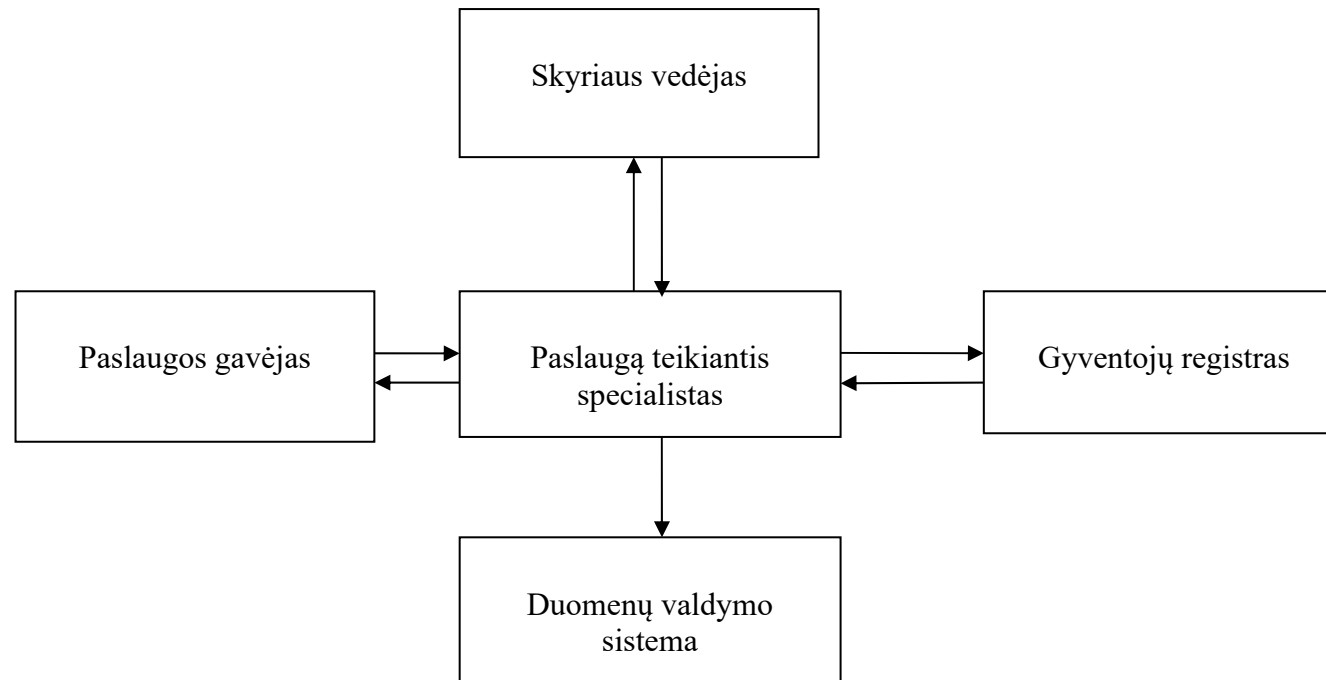 Skyriaus vedėjas
Paslaugos gavėjas
Paslaugą teikiantis
specialistas
Gyventojų registras
Duomenų valdymo
sistema